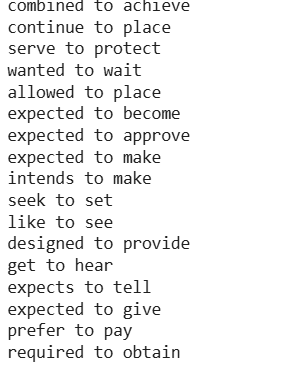 combined to achieve
continue to place
serve to protect
wanted to wait
allowed to place
expected to become
expected to approve
expected to make
intends to make
seek to set
like to see
designed to provide
get to hear
expects to tell
expected to give
prefer to pay
required to obtain